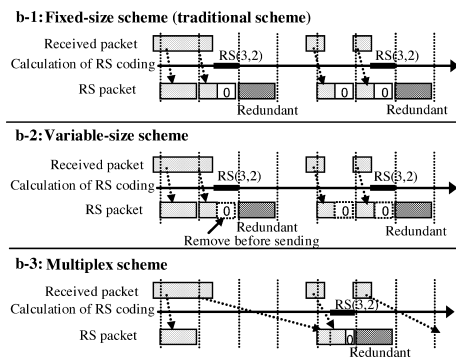 b-1: Fixed-size scheme (traditional scheme)
Received packet
RS(3,2) RS(3,2)
Calculation of RS coding
RS packet 0 0 0
Redundant Redundant
b-2: Variable-size scheme
Received packet
RS(3,2) RS(3,2)
Calculation of RS coding
RS packet 0 0 0
Redundant Redundant
Remove before sending
b-3: Multiplex scheme
Received packet
RS(3,2)
Calculation of RS coding
RS packet 0
Redundant